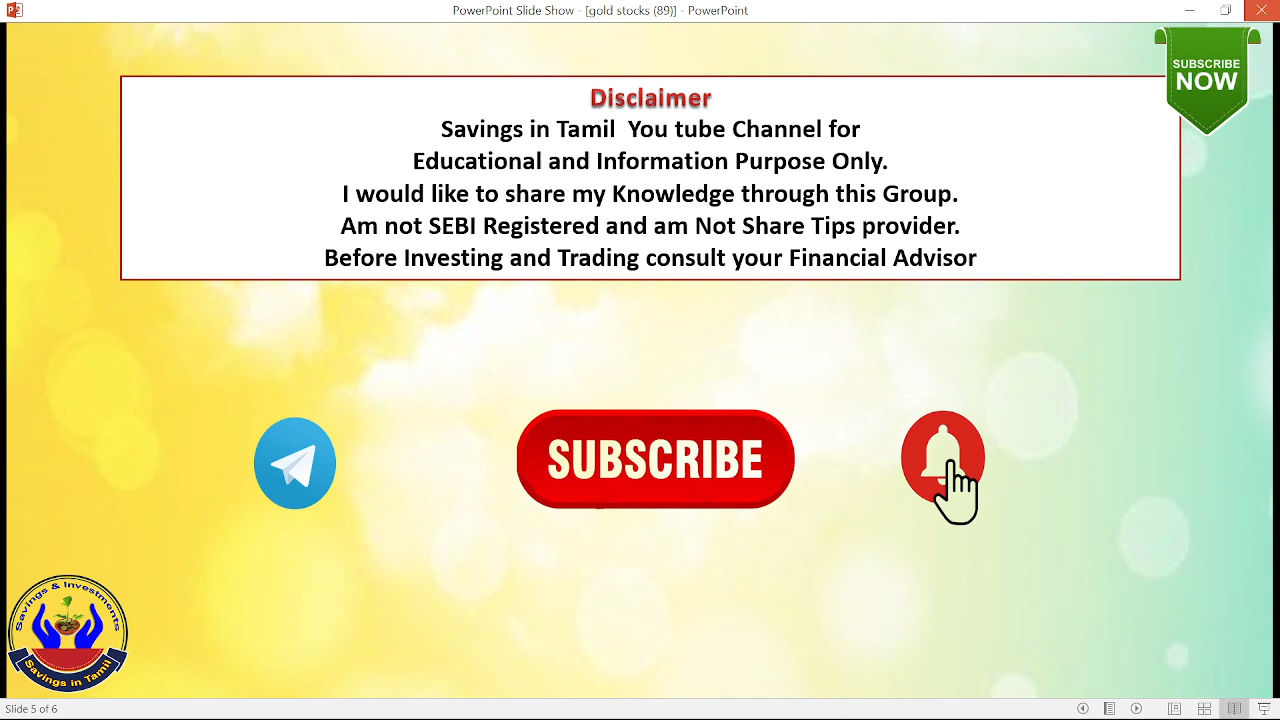 PowerPoint Slide Show - [gold stocks (89)] - PowerPoint
SUBSCRIBE
NOW
Disclaimer
Savings in Tamil  You tube Channel for
Educational and Information Purpose Only.
I would like to share my Knowledge through this Group.
Am not SEBI Registered and am Not Share Tips provider.
Before Investing and Trading consult your Financial Advisor
SUBSCRIBE
Savings & Investments
Savings in Tamil
Slide 5 of 6